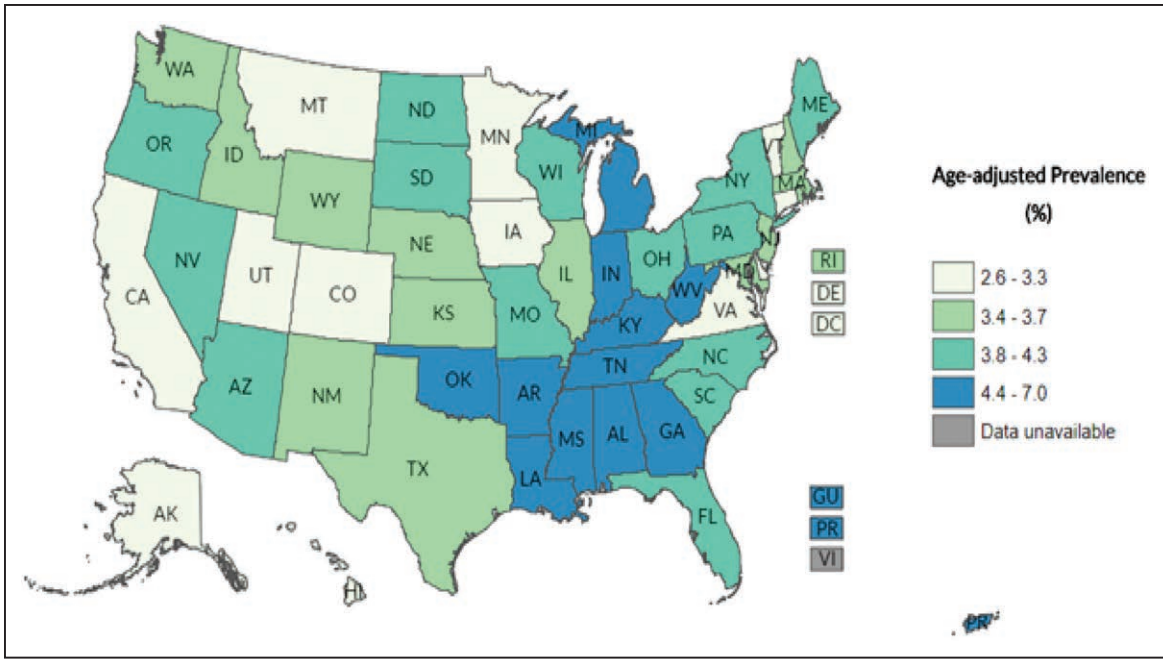 WA
MT
ND
MN
MI
ME
VT
OR
ID
SD
WI
NY
MA
WY
IA
PA
NJ
NE
NV
UT
CO
IL
IN
OH
MD
CA
KS
MO
WV
VA
KY
AZ
NM
OK
AR
TN
NC
SC
TX
LA
MS
AL
GA
FL
AK
HI
RI
DE
DC
GU
PR
VI
PR
Age-adjusted Prevalence
(%)
2.6 - 3.3
3.4 - 3.7
3.8 - 4.3
4.4 - 7.0
Data unavailable